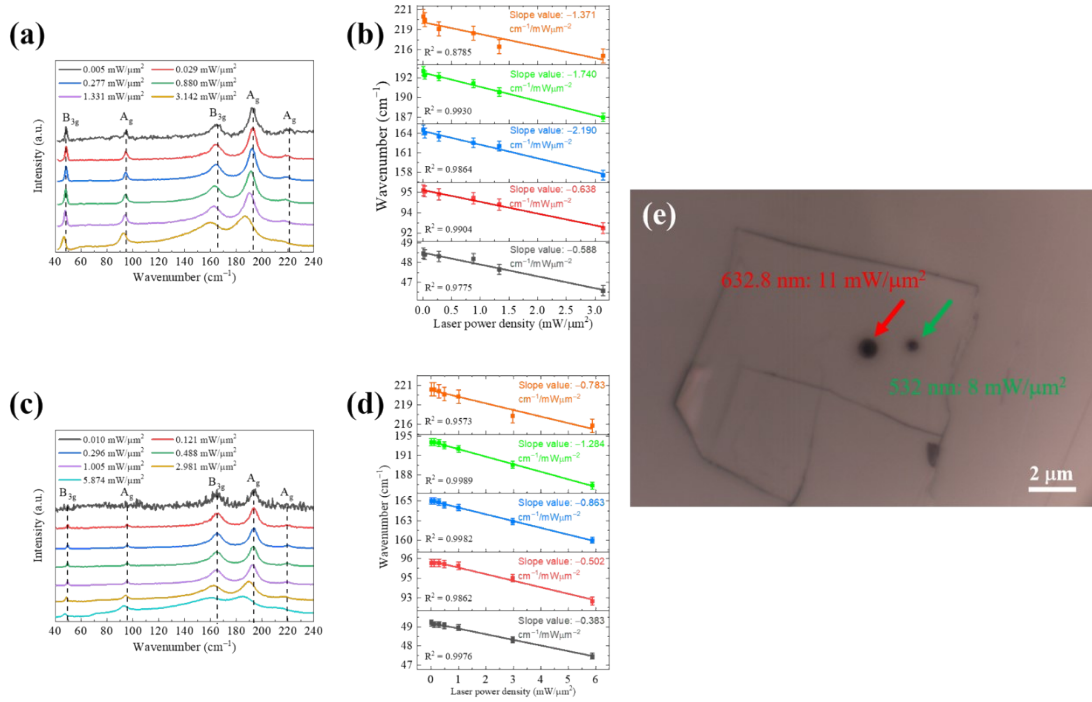 (a)
0.005 mW/μm²
0.029 mW/μm²
0.277 mW/μm²
0.880 mW/μm²
1.331 mW/μm²
3.142 mW/μm²
B3g
Ag
B3g
Ag
Ag
Intensity (a.u.)
40 60 80 100 120 140 160 180 200 220 240
Wavenumber (cm⁻¹)
(b)
221
219
216
Slope value: −1.371
cm⁻¹/mWμm⁻²
R² = 0.8785
192
190
187
Slope value: −1.740
cm⁻¹/mWμm⁻²
R² = 0.9930
164
161
158
Slope value: −2.190
cm⁻¹/mWμm⁻²
R² = 0.9864
95
94
92
Slope value: −0.638
cm⁻¹/mWμm⁻²
R² = 0.9904
49
48
47
Slope value: −0.588
cm⁻¹/mWμm⁻²
R² = 0.9775
Wavenumber (cm⁻¹)
0.0 0.5 1.0 1.5 2.0 2.5 3.0
Laser power density (mW/μm²)
(c)
0.010 mW/μm²
0.121 mW/μm²
0.296 mW/μm²
0.488 mW/μm²
1.005 mW/μm²
2.981 mW/μm²
5.874 mW/μm²
B3g
Ag
B3g
Ag
Ag
Intensity (a.u.)
40 60 80 100 120 140 160 180 200 220 240
Wavenumber (cm⁻¹)
(d)
221
219
216
Slope value: −0.783
cm⁻¹/mWμm⁻²
R² = 0.9573
195
191
188
Slope value: −1.284
cm⁻¹/mWμm⁻²
R² = 0.9989
165
163
160
Slope value: −0.863
cm⁻¹/mWμm⁻²
R² = 0.9982
96
95
93
Slope value: −0.502
cm⁻¹/mWμm⁻²
R² = 0.9862
49
48
47
Slope value: −0.383
cm⁻¹/mWμm⁻²
R² = 0.9976
Wavenumber (cm⁻¹)
0 1 2 3 4 5 6
Laser power density (mW/μm²)
(e)
632.8 nm: 11 mW/μm²
532 nm: 8 mW/μm²
2 μm